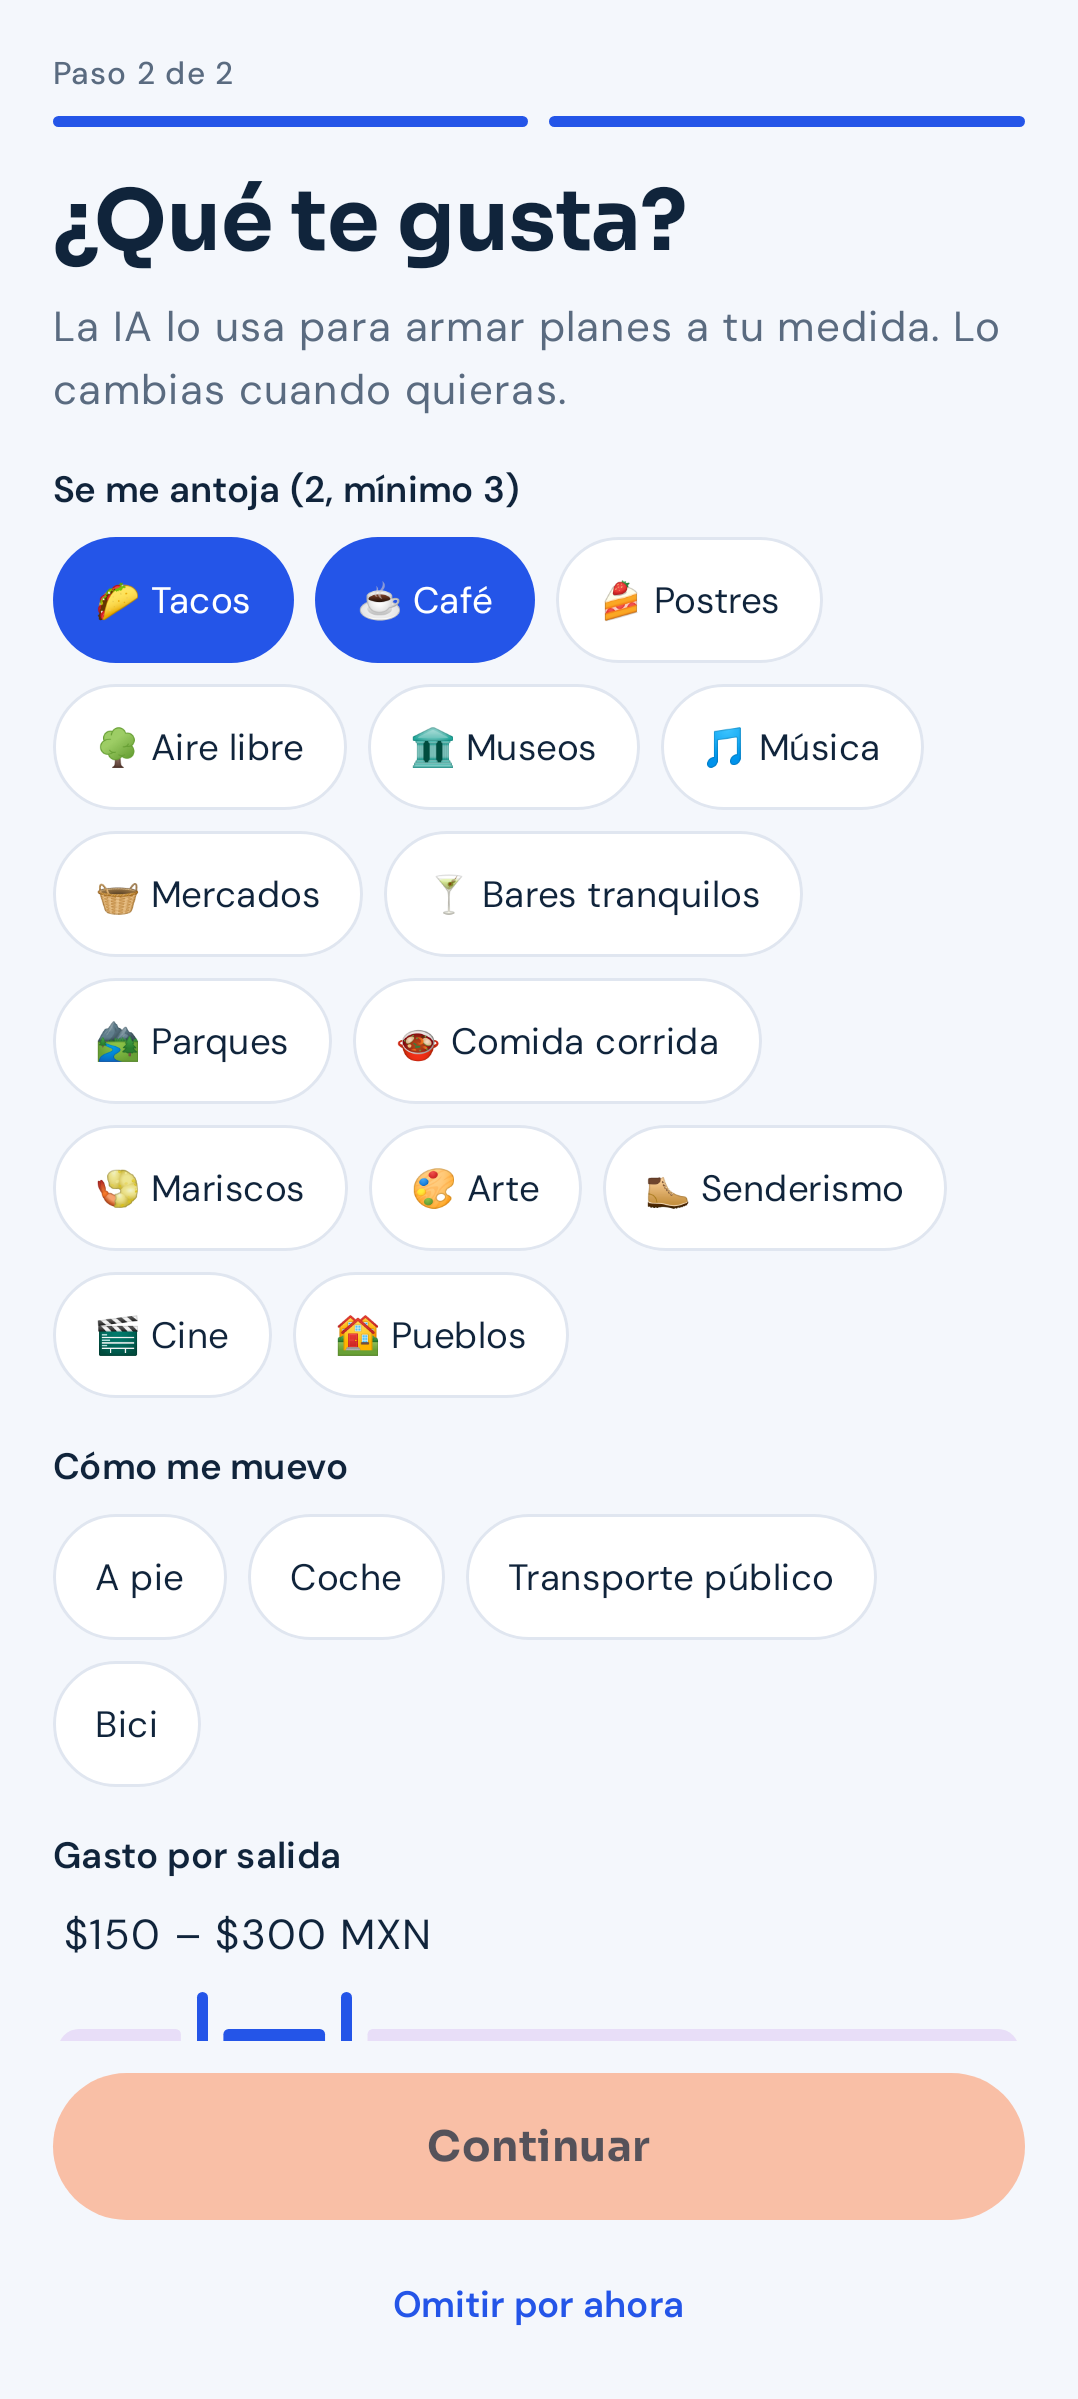 Paso 2 de 2
¿Qué te gusta?
La IA lo usa para armar planes a tu medida. Lo
cambias cuando quieras.
Se me antoja (2, mínimo 3)
Tacos Café Postres
Aire libre Museos Música
Mercados Bares tranquilos
Parques Comida corrida
Mariscos Arte Senderismo
Cine Pueblos
Cómo me muevo
A pie Coche Transporte público
Bici
Gasto por salida
$150 – $300 MXN
Continuar
Omitir por ahora